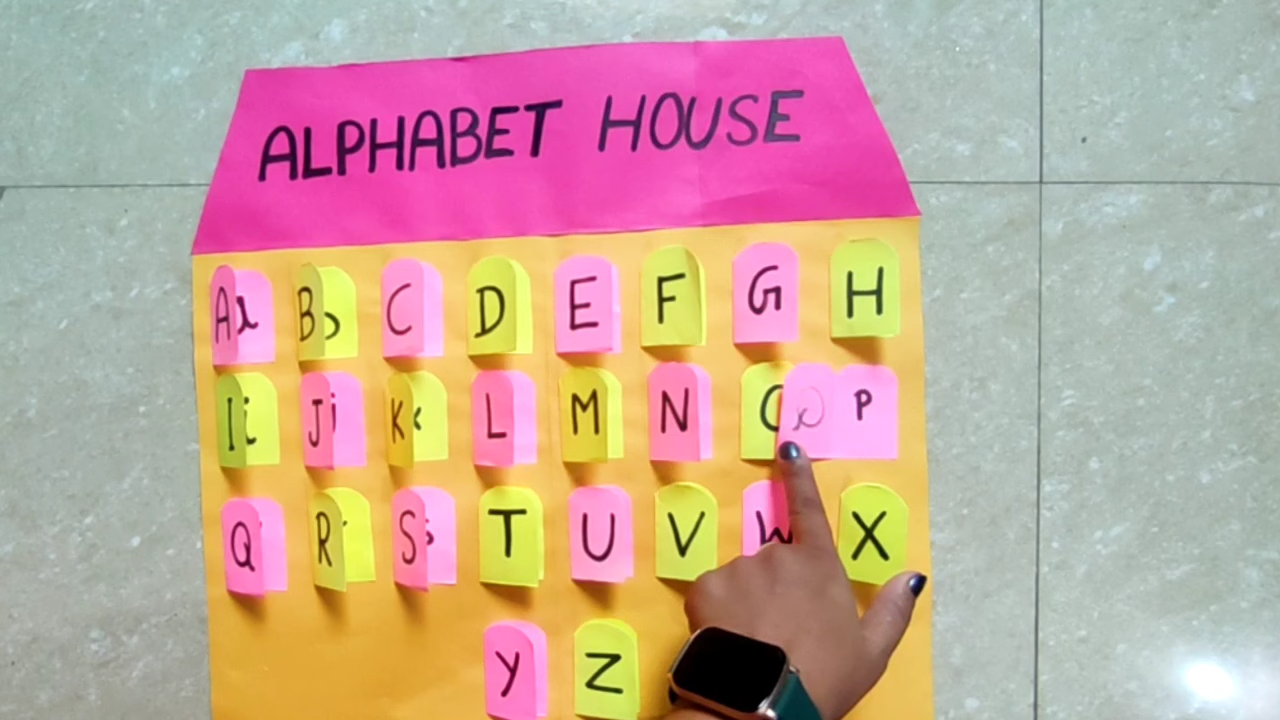 ALPHABET HOUSE
A B b C D E F G H
I i J j K k L M N O P
Q R S s T U V W X
Y Z